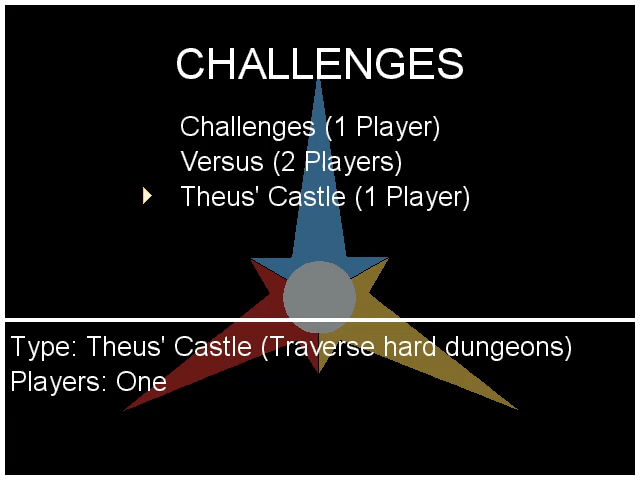 CHALLENGES
Challenges (1 Player)
Versus (2 Players)
Theus' Castle (1 Player)
Type: Theus' Castle (Traverse hard dungeons)
Players: One